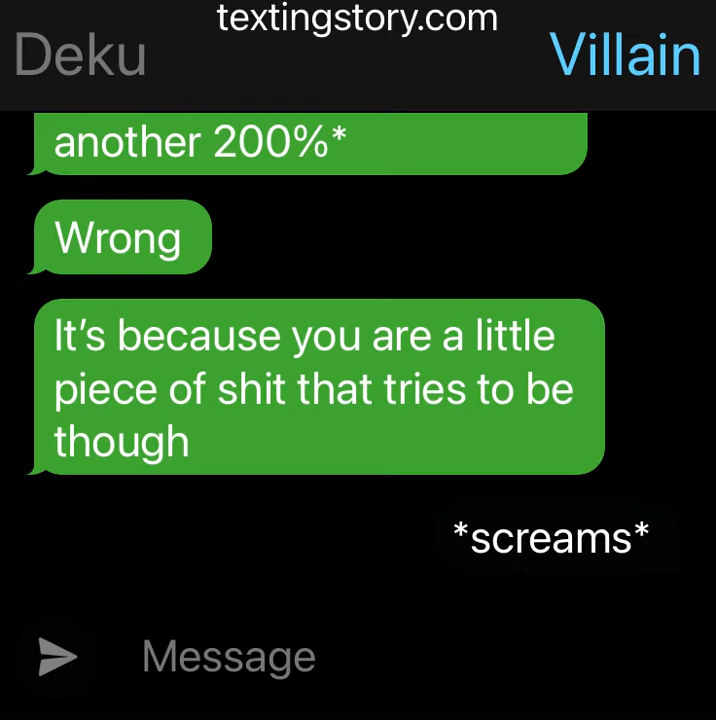 textingstory.com
Deku
Villain
another 200%*
Wrong
It's because you are a little
piece of shit that tries to be
though
*screams*
Message